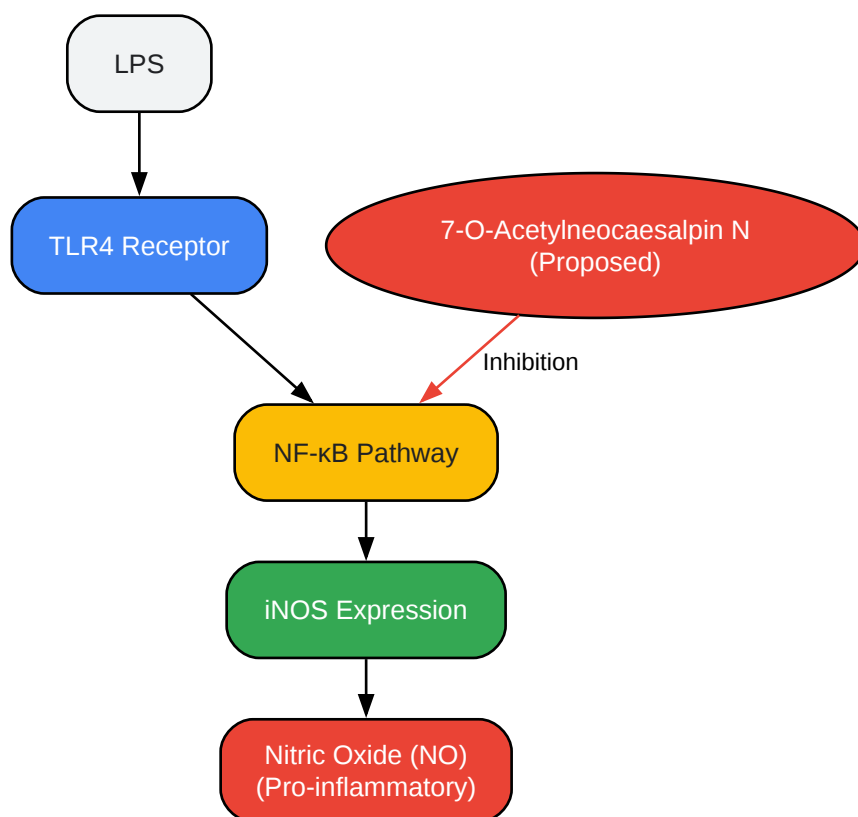 LPS
TLR4 Receptor
7-O-Acetylneocaesalpin N
(Proposed)
Inhibition
NF-κB Pathway
iNOS Expression
Nitric Oxide (NO)
(Pro-inflammatory)